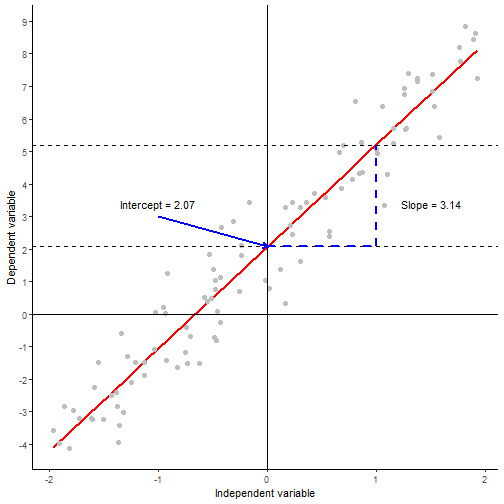 9
8
7
6
5
4
3
2
1
0
-1
-2
-3
-4
Dependent variable
Intercept = 2.07
Slope = 3.14
-2 -1 0 1 2
Independent variable